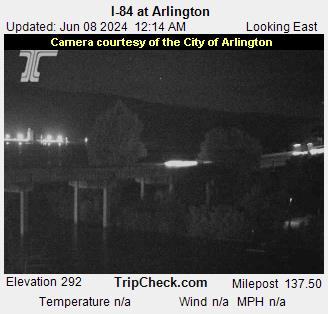 I-84 at Arlington
Updated: Jun 08 2024 12:14 AM Looking East
Camera courtesy of the City of Arlington
Elevation 292 TripCheck.com Milepost 137.50
Temperature n/a Wind n/a MPH n/a